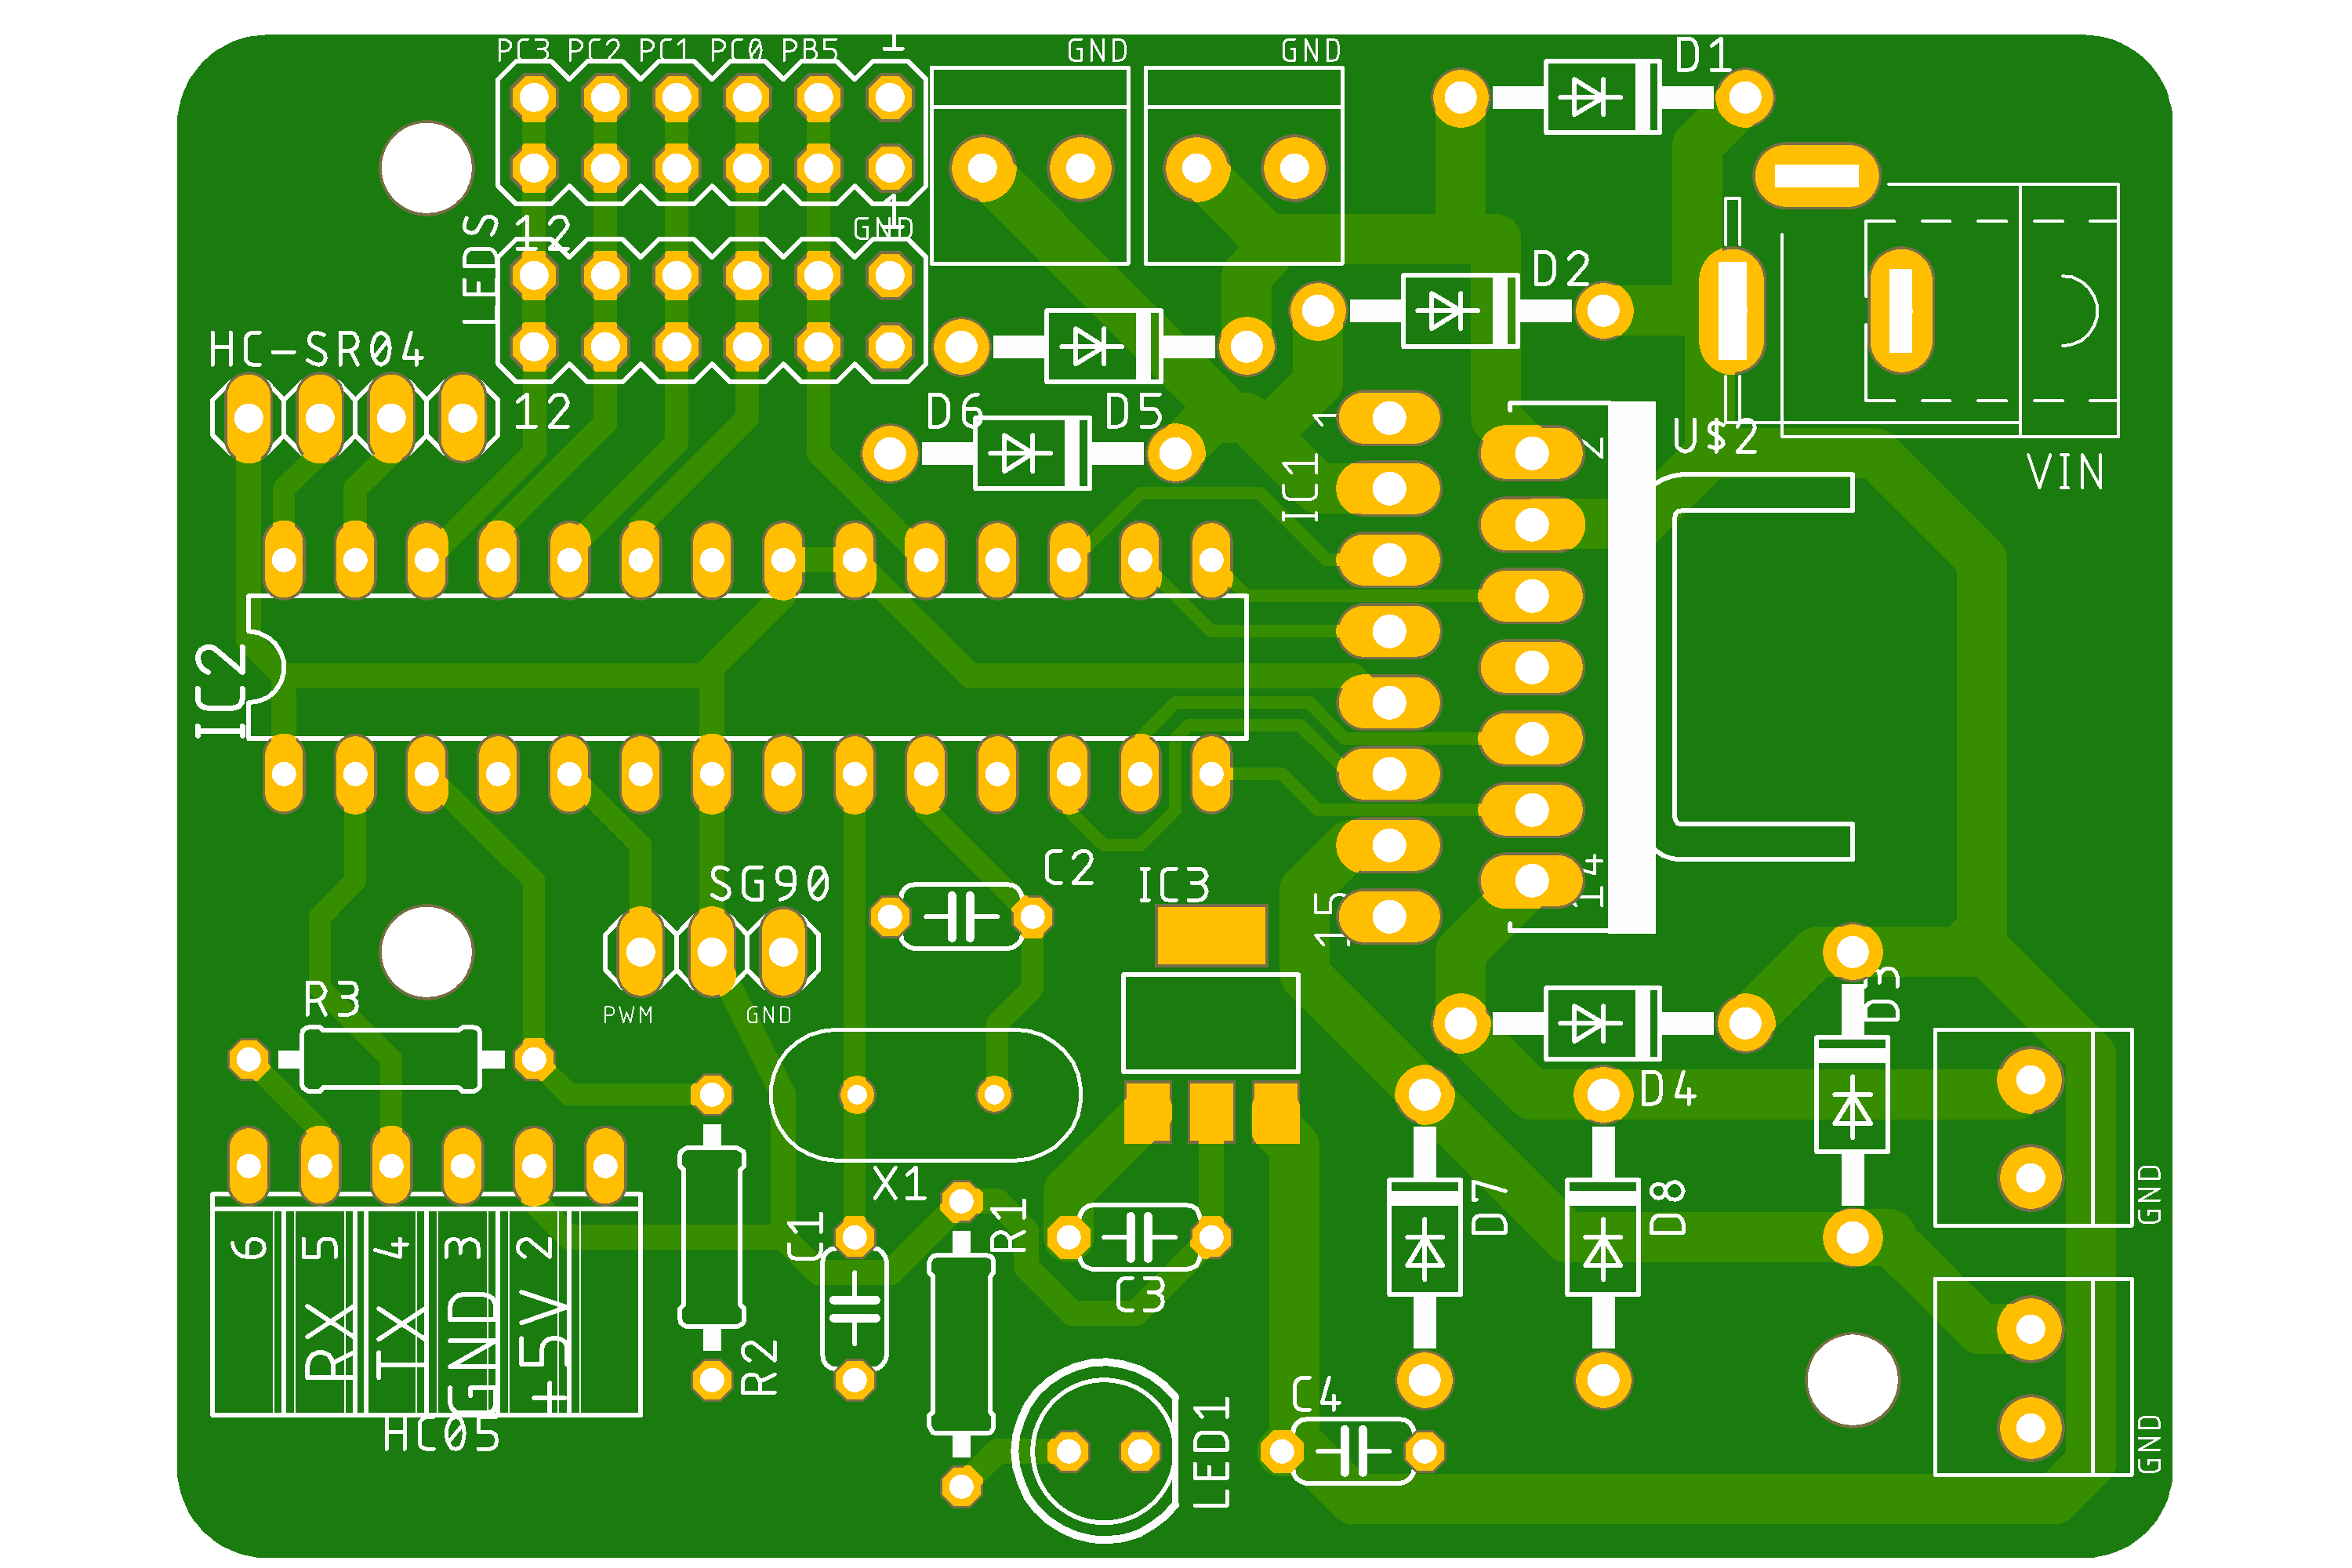 PC3 PC2 PC1 PC0 PB5 1
GND
GND
D1
LEDS
12
1
GND
D2
HC-SR04
12
D6
D5
1
IC1
2
U$2
VIN
IC2
SG90
C2
IC3
14
15
PWM
GND
R3
D3
D4
X1
C1
R1
C3
D7
D8
GND
6 5 4 3 2
RX TX GND +5V
HC05
R2
LED1
C4
GND